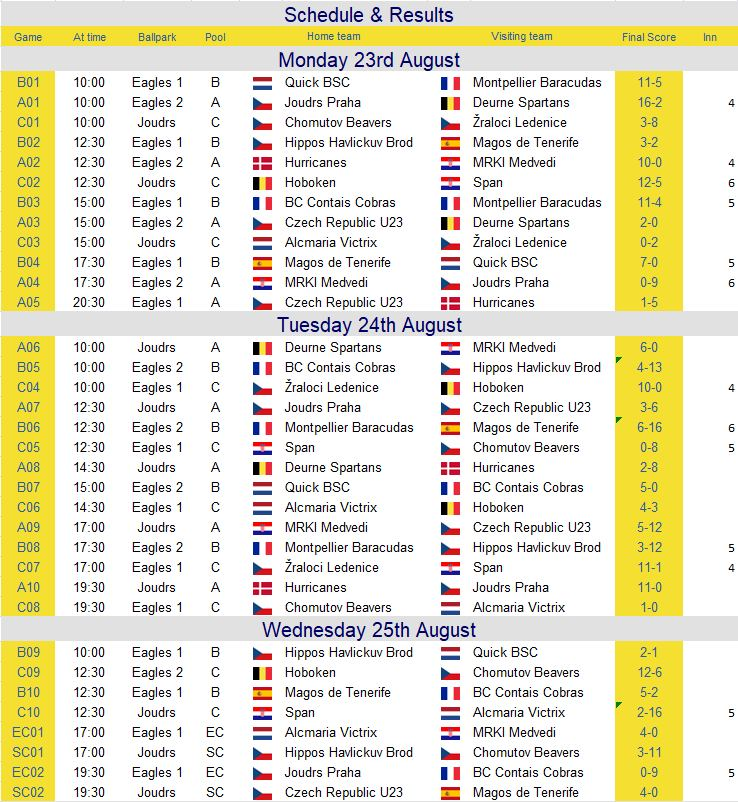 Schedule & Results
Game At time Ballpark Pool Home team Visiting team Final Score Inn
Monday 23rd August
B01 10:00 Eagles 1 B Quick BSC Montpellier Baracudas 11-5
A01 10:00 Eagles 2 A Joudrs Praha Deurne Spartans 16-2 4
C01 10:00 Joudrs C Chomutov Beavers Žraloci Ledenice 3-8
B02 12:30 Eagles 1 B Hippos Havlickuv Brod Magos de Tenerife 3-2
A02 12:30 Eagles 2 A Hurricanes MRKI Medvedi 10-0 4
C02 12:30 Joudrs C Hoboken Span 12-5 6
B03 15:00 Eagles 1 B BC Contais Cobras Montpellier Baracudas 11-4 5
A03 15:00 Eagles 2 A Czech Republic U23 Deurne Spartans 2-0
C03 15:00 Joudrs C Alcmaria Victrix Žraloci Ledenice 0-2
B04 17:30 Eagles 1 B Magos de Tenerife Quick BSC 7-0 5
A04 17:30 Eagles 2 A MRKI Medvedi Joudrs Praha 0-9 6
A05 20:30 Eagles 1 A Czech Republic U23 Hurricanes 1-5
Tuesday 24th August
A06 10:00 Joudrs A Deurne Spartans MRKI Medvedi 6-0
B05 10:00 Eagles 2 B BC Contais Cobras Hippos Havlickuv Brod 4-13
C04 10:00 Eagles 1 C Žraloci Ledenice Hoboken 10-0 4
A07 12:30 Joudrs A Joudrs Praha Czech Republic U23 3-6
B06 12:30 Eagles 2 B Montpellier Baracudas Magos de Tenerife 6-16 6
C05 12:30 Eagles 1 C Span Chomutov Beavers 0-8 5
A08 14:30 Joudrs A Deurne Spartans Hurricanes 2-8
B07 15:00 Eagles 2 B Quick BSC BC Contais Cobras 5-0
C06 14:30 Eagles 1 C Alcmaria Victrix Hoboken 4-3
A09 17:00 Joudrs A MRKI Medvedi Czech Republic U23 5-12
B08 17:30 Eagles 2 B Montpellier Baracudas Hippos Havlickuv Brod 3-12 5
C07 17:00 Eagles 1 C Žraloci Ledenice Span 11-1 4
A10 19:30 Joudrs A Hurricanes Joudrs Praha 11-0
C08 19:30 Eagles 1 C Chomutov Beavers Alcmaria Victrix 1-0
Wednesday 25th August
B09 10:00 Eagles 1 B Hippos Havlickuv Brod Quick BSC 2-1
C09 12:30 Eagles 2 C Hoboken Chomutov Beavers 12-6
B10 12:30 Eagles 1 B Magos de Tenerife BC Contais Cobras 5-2
C10 12:30 Joudrs C Span Alcmaria Victrix 2-16 5
EC01 17:00 Eagles 1 EC Alcmaria Victrix MRKI Medvedi 4-0
SC01 17:00 Joudrs SC Hippos Havlickuv Brod Chomutov Beavers 3-11
EC02 19:30 Eagles 1 EC Joudrs Praha BC Contais Cobras 0-9 5
SC02 19:30 Joudrs SC Czech Republic U23 Magos de Tenerife 4-0